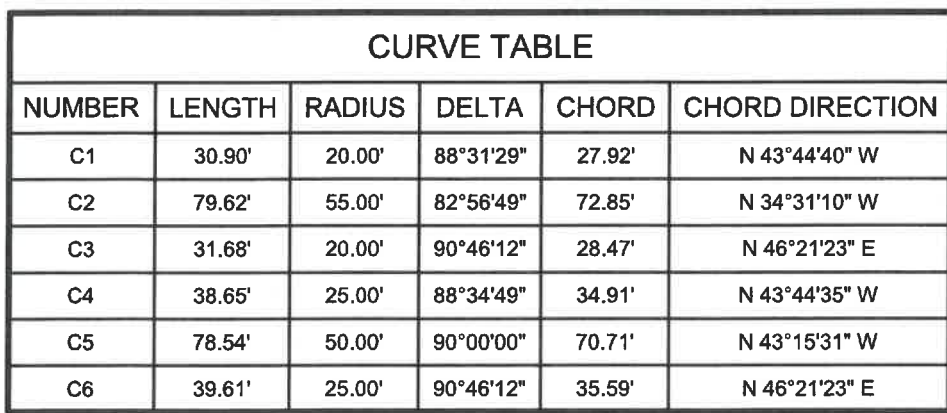 CURVE TABLE
NUMBER LENGTH RADIUS DELTA CHORD CHORD DIRECTION
C1 30.90' 20.00' 88°31'29" 27.92' N 43°44'40" W
C2 79.62' 55.00' 82°56'49" 72.85' N 34°31'10" W
C3 31.68' 20.00' 90°46'12" 28.47' N 46°21'23" E
C4 38.65' 25.00' 88°34'49" 34.91' N 43°44'35" W
C5 78.54' 50.00' 90°00'00" 70.71' N 43°15'31" W
C6 39.61' 25.00' 90°46'12" 35.59' N 46°21'23" E